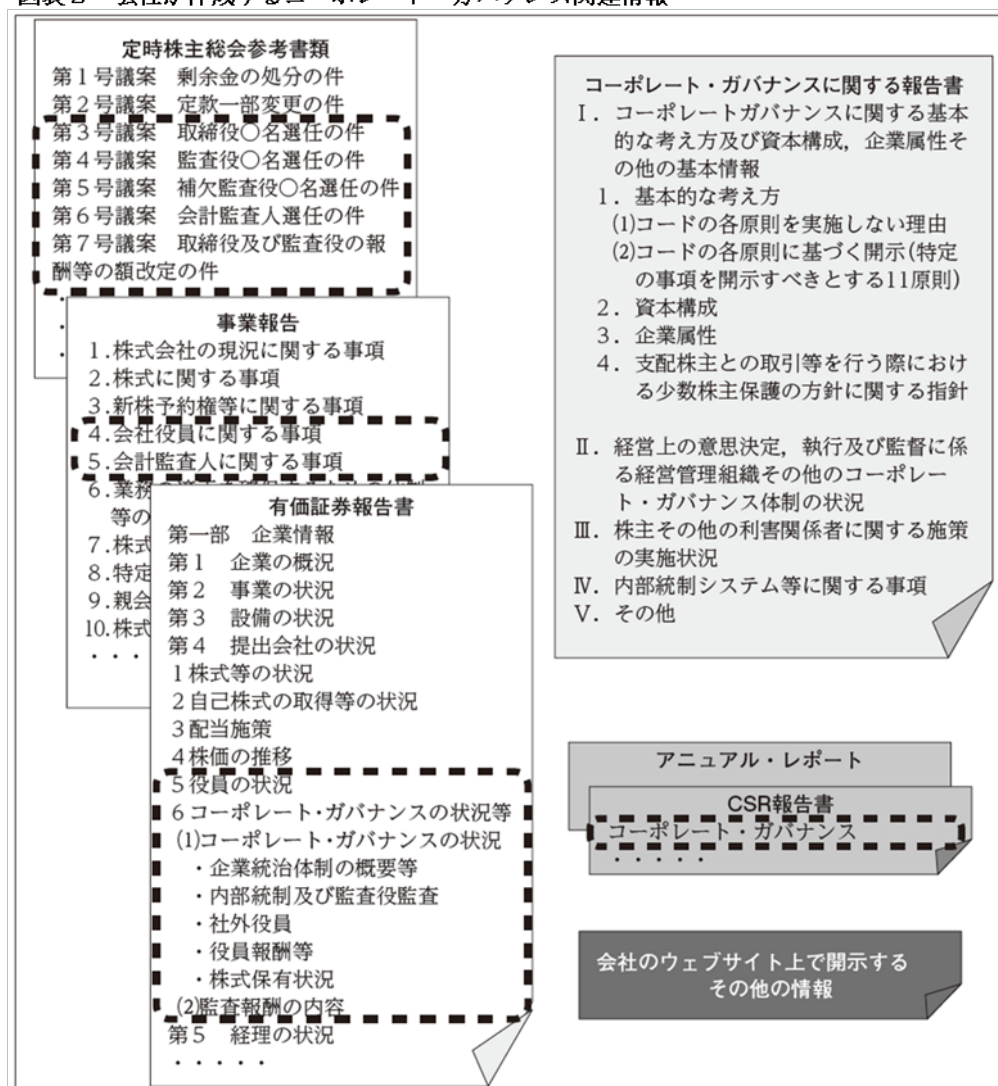 定時株主総会参考書類
第1号議案 剰余金の処分の件
第2号議案 定款一部変更の件
第3号議案 取締役○名選任の件
第4号議案 監査役○名選任の件
第5号議案 補欠監査役○名選任の件
第6号議案 会計監査人選任の件
第7号議案 取締役及び監査役の報
酬等の額改定の件
事業報告
1.株式会社の現況に関する事項
2.株式に関する事項
3.新株予約権等に関する事項
4.会社役員に関する事項
5.会計監査人に関する事項
6.業務
等の
7.株式
8.特定
9.親会
10.株式
・・・・
有価証券報告書
第一部 企業情報
第1 企業の概況
第2 事業の状況
第3 設備の状況
第4 提出会社の状況
1株式等の状況
2自己株式の取得等の状況
3配当施策
4株価の推移
5役員の状況
6コーポレート・ガバナンスの状況等
(1)コーポレート・ガバナンスの状況
・企業統治体制の概要等
・内部統制及び監査役監査
・社外役員
・役員報酬等
・株式保有状況
(2)監査報酬の内容
第5 経理の状況
・・・・・
コーポレート・ガバナンスに関する報告書
Ⅰ.コーポレートガバナンスに関する基本
的な考え方及び資本構成,企業属性そ
の他の基本情報
1.基本的な考え方
(1)コードの各原則を実施しない理由
(2)コードの各原則に基づく開示(特定
の事項を開示すべきとする11原則)
2.資本構成
3.企業属性
4.支配株主との取引等を行う際におけ
る少数株主保護の方針に関する指針
Ⅱ.経営上の意思決定,執行及び監督に係
る経営管理組織その他のコーポレー
ト・ガバナンス体制の状況
Ⅲ.株主その他の利害関係者に関する施策
の実施状況
Ⅳ.内部統制システム等に関する事項
Ⅴ.その他
アニュアル・レポート
CSR報告書
コーポレート・ガバナンス
・・・・・
会社のウェブサイト上で開示する
その他の情報